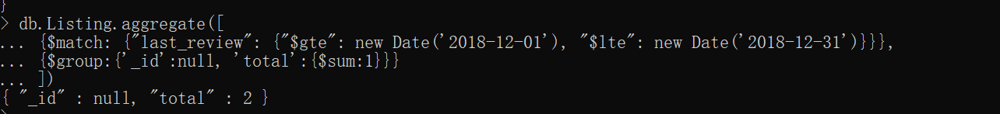 }
> db.Listing.aggregate([
... {$match: {"last_review": {"$gte": new Date('2018-12-01'), "$lte": new Date('2018-12-31')}}},
... {$group:{'_id':null, 'total':{$sum:1}}}
... ])
{ "_id" : null, "total" : 2 }